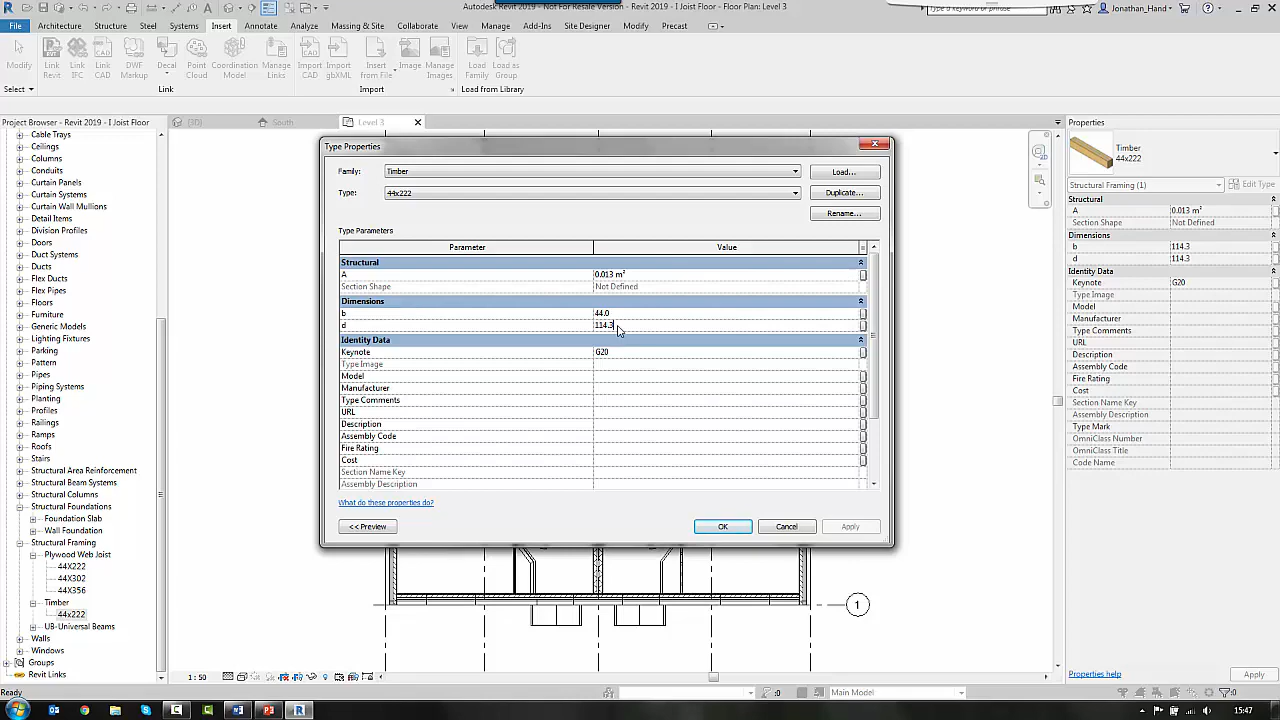 Autodesk Revit 2019 - Not For Resale Version - I Joist Floor - Floor Plan: Level 3
Type a keyword or phrase
Jonathan_Hand
File Architecture Structure Steel Systems Insert Annotate Massing & Site Collaborate View Manage Add-Ins Site Designer Modify Precast
Modify
Link Revit
Link IFC
Link CAD
DWF Markup
Decal
Point Cloud
Coordination Model
Manage Links
Import CAD
Import gbXML
Insert from File
Image
Manage Images
Load Family
Load as Group
Select Link Import Load from Library
Project Browser - Revit 2019 - I Joist Floor
{3D}
South
Level 3
Cable Trays
Ceilings
Columns
Conduits
Curtain Panels
Curtain Systems
Curtain Wall Mullions
Detail Items
Division Profiles
Doors
Duct Systems
Ducts
Flex Ducts
Flex Pipes
Floors
Furniture
Generic Models
Lighting Fixtures
Parking
Pattern
Pipes
Piping Systems
Planting
Profiles
Railings
Ramps
Roofs
Stairs
Structural Area Reinforcement
Structural Beam Systems
Structural Columns
Structural Foundations
Foundation Slab
Wall Foundation
Structural Framing
Plywood Web Joist
44X222
44X302
44X356
Timber
44x222
UB-Universal Beams
Walls
Windows
Groups
Revit Links
Type Properties
Family: Timber Load...
Type: 44x222 Duplicate...
Rename...
Type Parameters
Parameter Value =
Structural
A 0.013 m²
Section Shape Not Defined
Dimensions
b 44.0
d 114.3
Identity Data
Keynote G20
Type Image
Model
Manufacturer
Type Comments
URL
Description
Assembly Code
Fire Rating
Cost
Section Name Key
Assembly Description
What do these properties do?
<< Preview OK Cancel Apply
1
Properties
Timber
44x222
Structural Framing (1) Edit Type
Structural
A 0.013 m²
Section Shape Not Defined
Dimensions
b 114.3
d 114.3
Identity Data
Keynote G20
Type Image
Model
Manufacturer
Type Comments
URL
Description
Assembly Code
Fire Rating
Cost
Section Name Key
Assembly Description
Type Mark
OmniClass Number
OmniClass Title
Code Name
Properties help Apply
1 : 50
Ready :0 Main Model :0
15:47